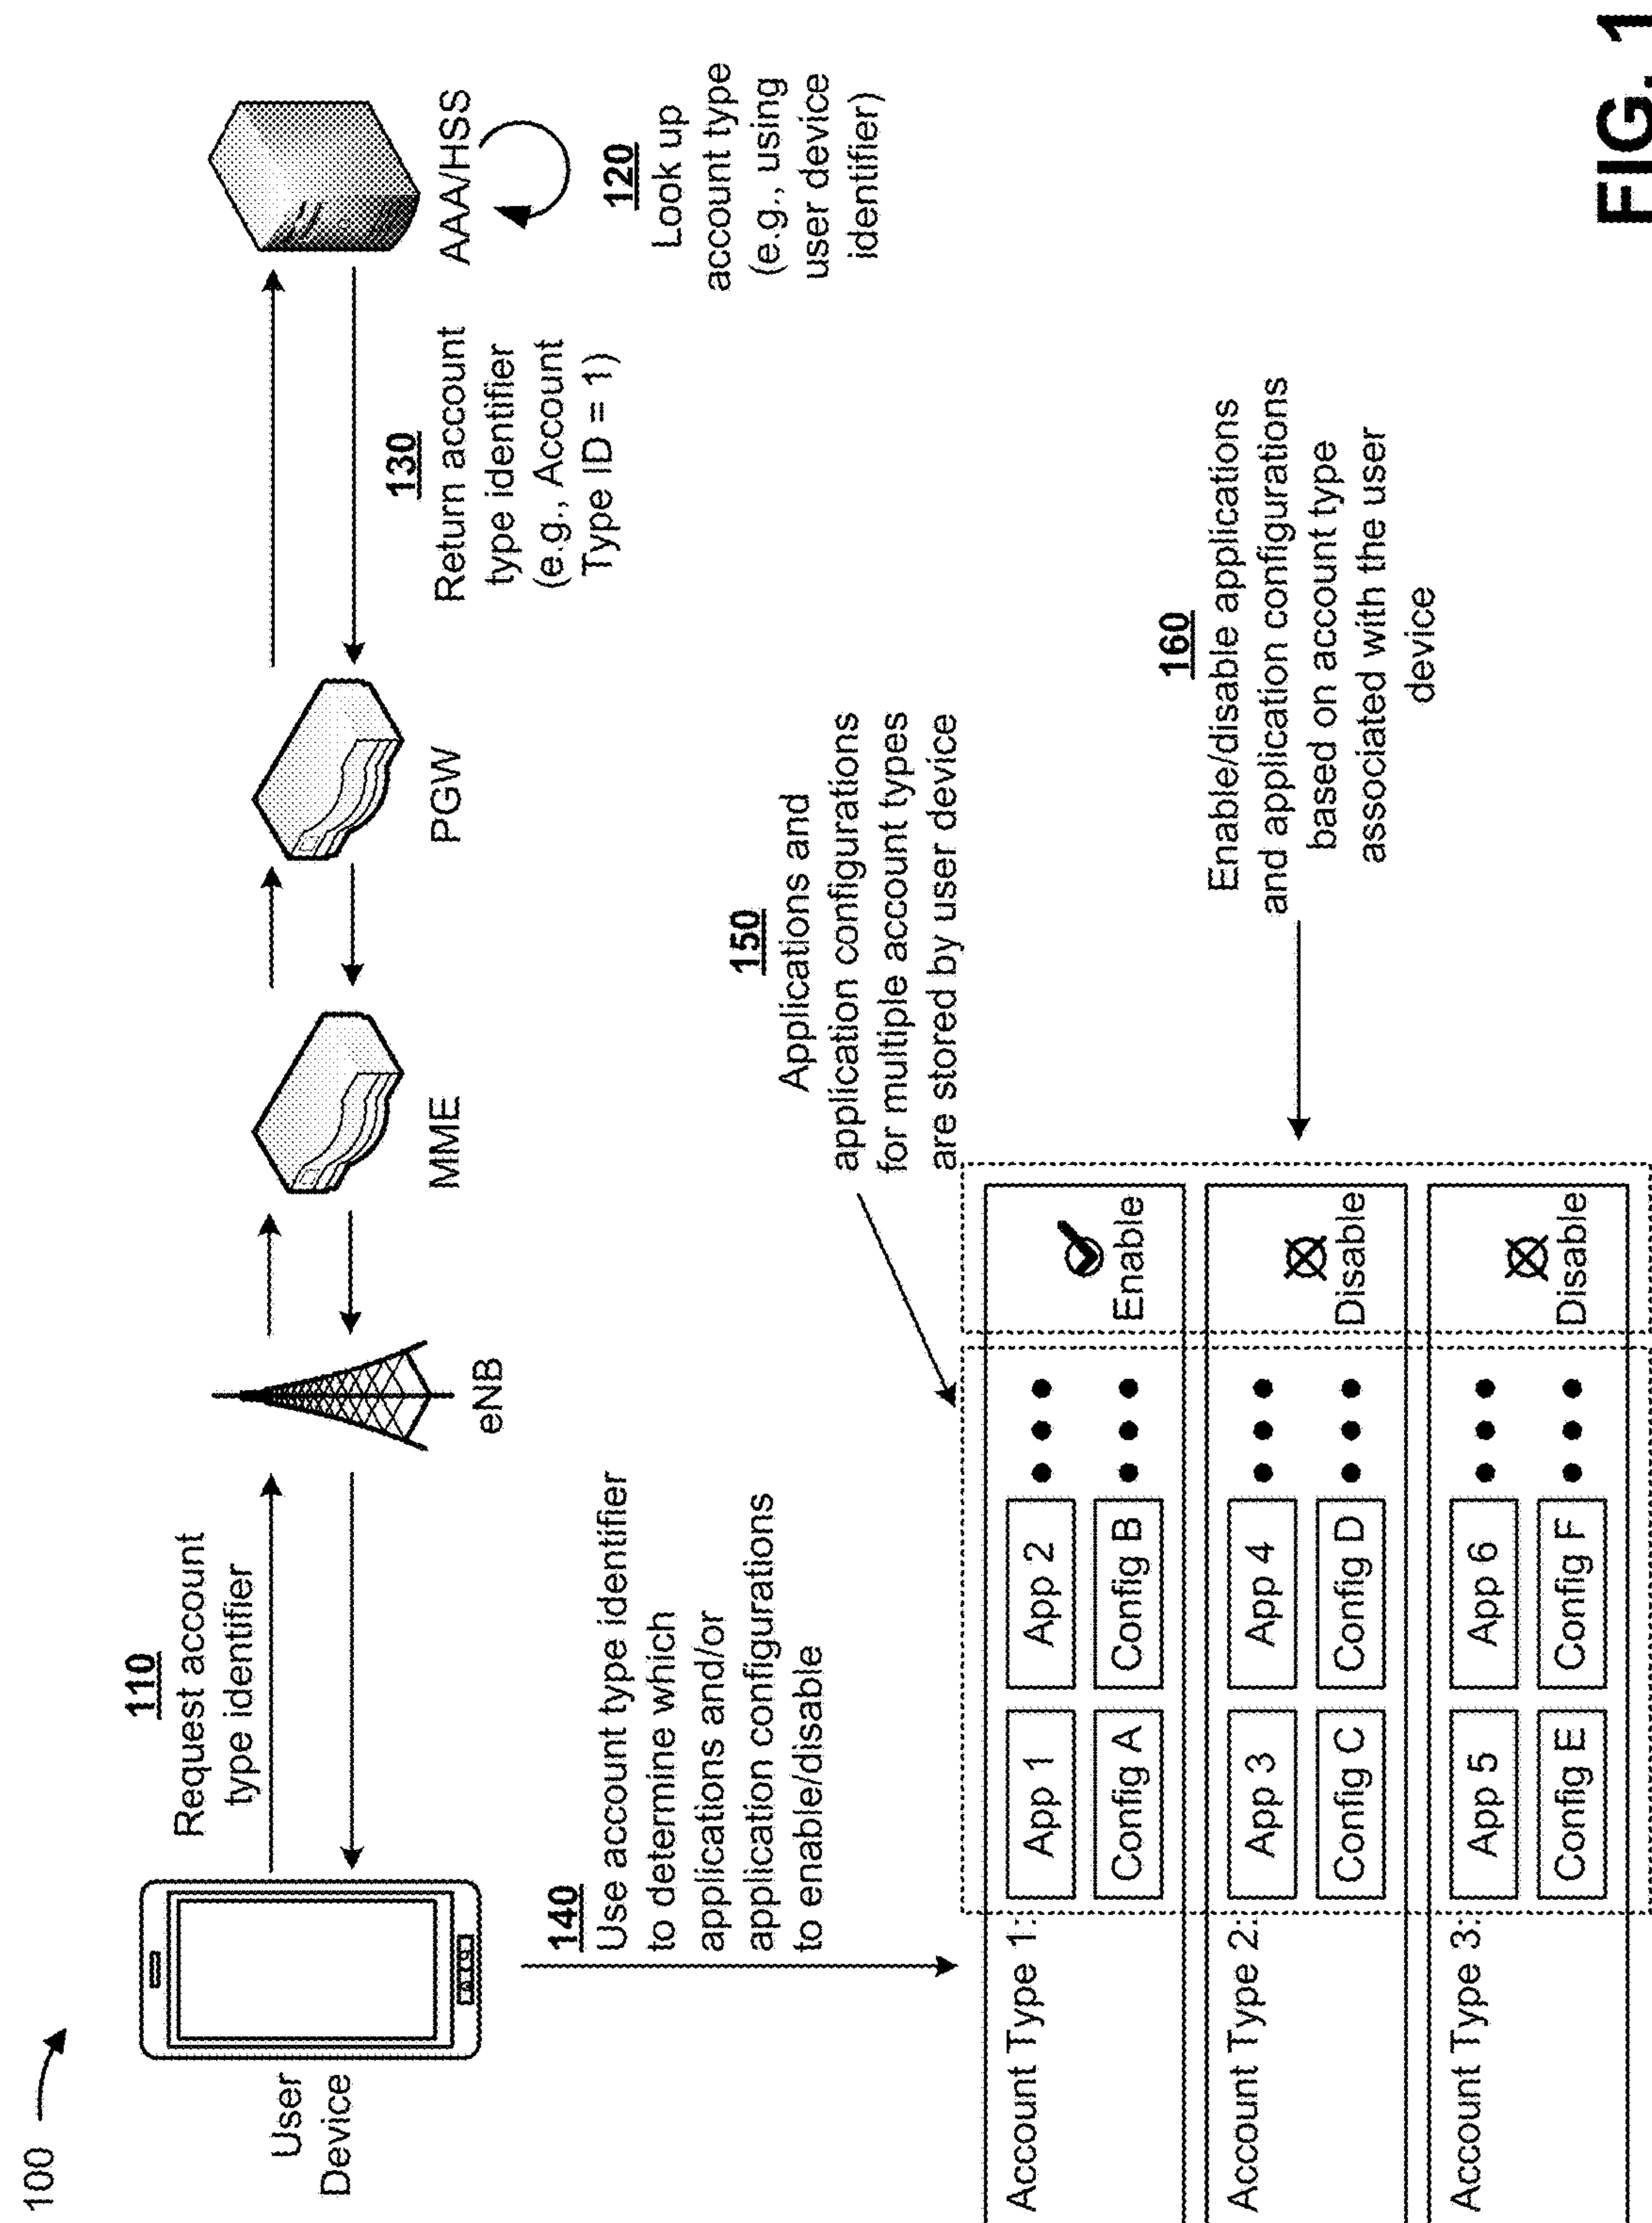 100
110
Request account
type identifier
User
Device
eNB
MME
PGW
AAA/HSS
120
Look up
account type
(e.g., using
user device
identifier)
130
Return account
type identifier
(e.g., Account
Type ID = 1)
140
Use account type identifier
to determine which
applications and/or
application configurations
to enable/disable
150
Applications and
application configurations
for multiple account types
are stored by user device
160
Enable/disable applications
and application configurations
based on account type
associated with the user
device
Account Type 1:
App 1
App 2
Config A
Config B
Enable
Account Type 2:
App 3
App 4
Config C
Config D
Disable
Account Type 3:
App 5
App 6
Config E
Config F
Disable
FIG. 1